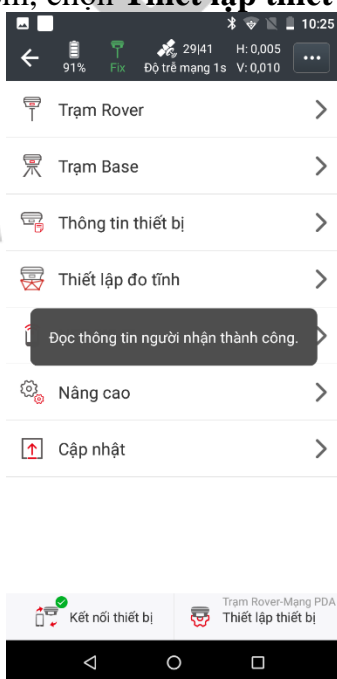 chọn Thiết lập thiết
10:25
29|41 H: 0,005
91% Fix Độ trễ mạng 1s V: 0,010
Trạm Rover
Trạm Base
Thông tin thiết bị
Thiết lập đo tĩnh
Đọc thông tin người nhận thành công.
Nâng cao
Cập nhật
Trạm Rover-Mạng PDA
Kết nối thiết bị Thiết lập thiết bị